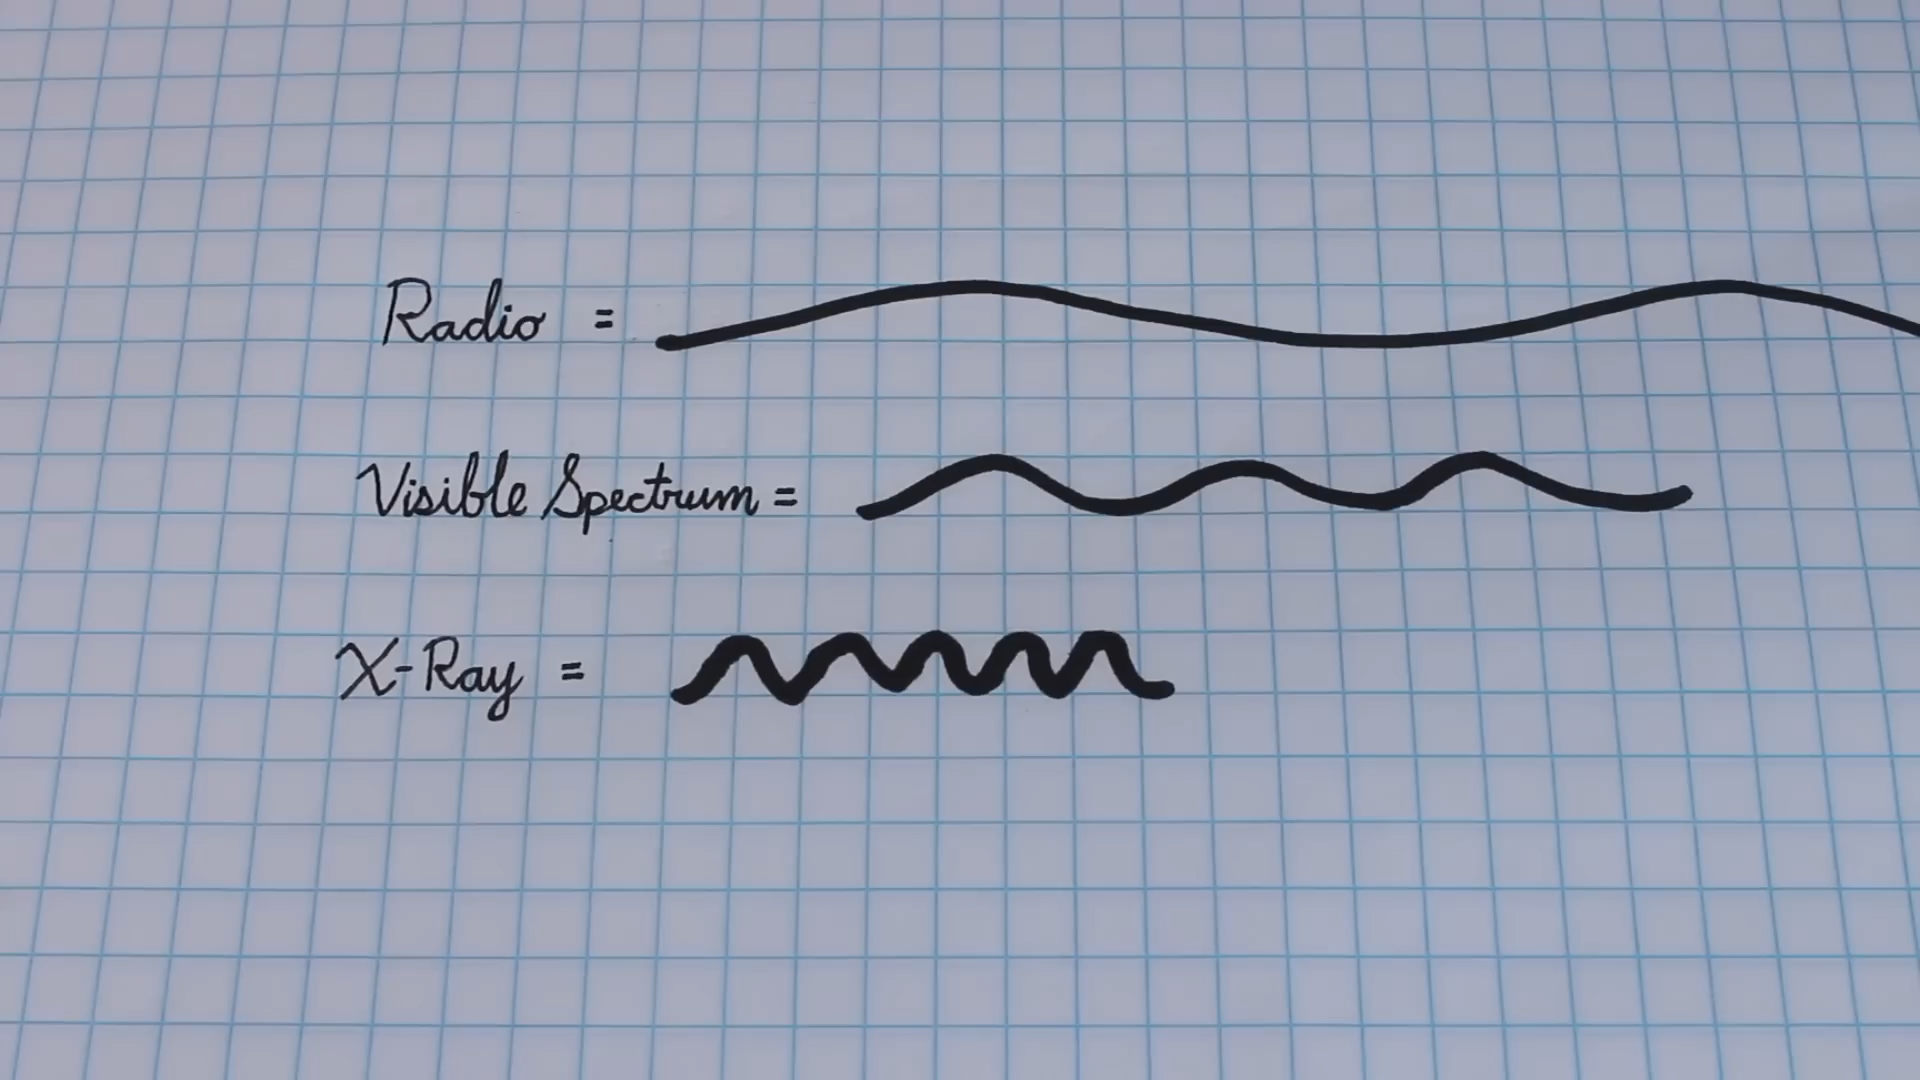 Radio =
Visible Spectrum =
X-Ray =